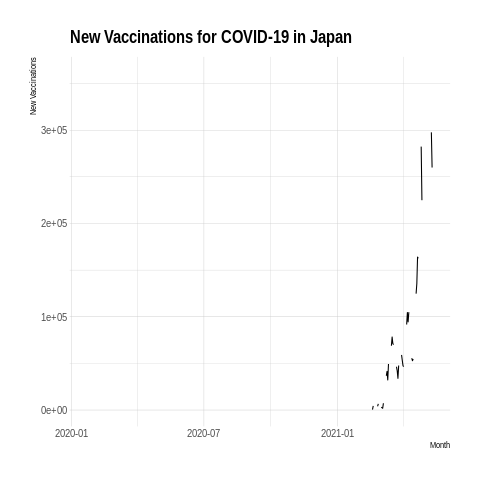 New Vaccinations for COVID-19 in Japan
New Vaccinations
3e+05
2e+05
1e+05
0e+00
2020-01 2020-07 2021-01
Month